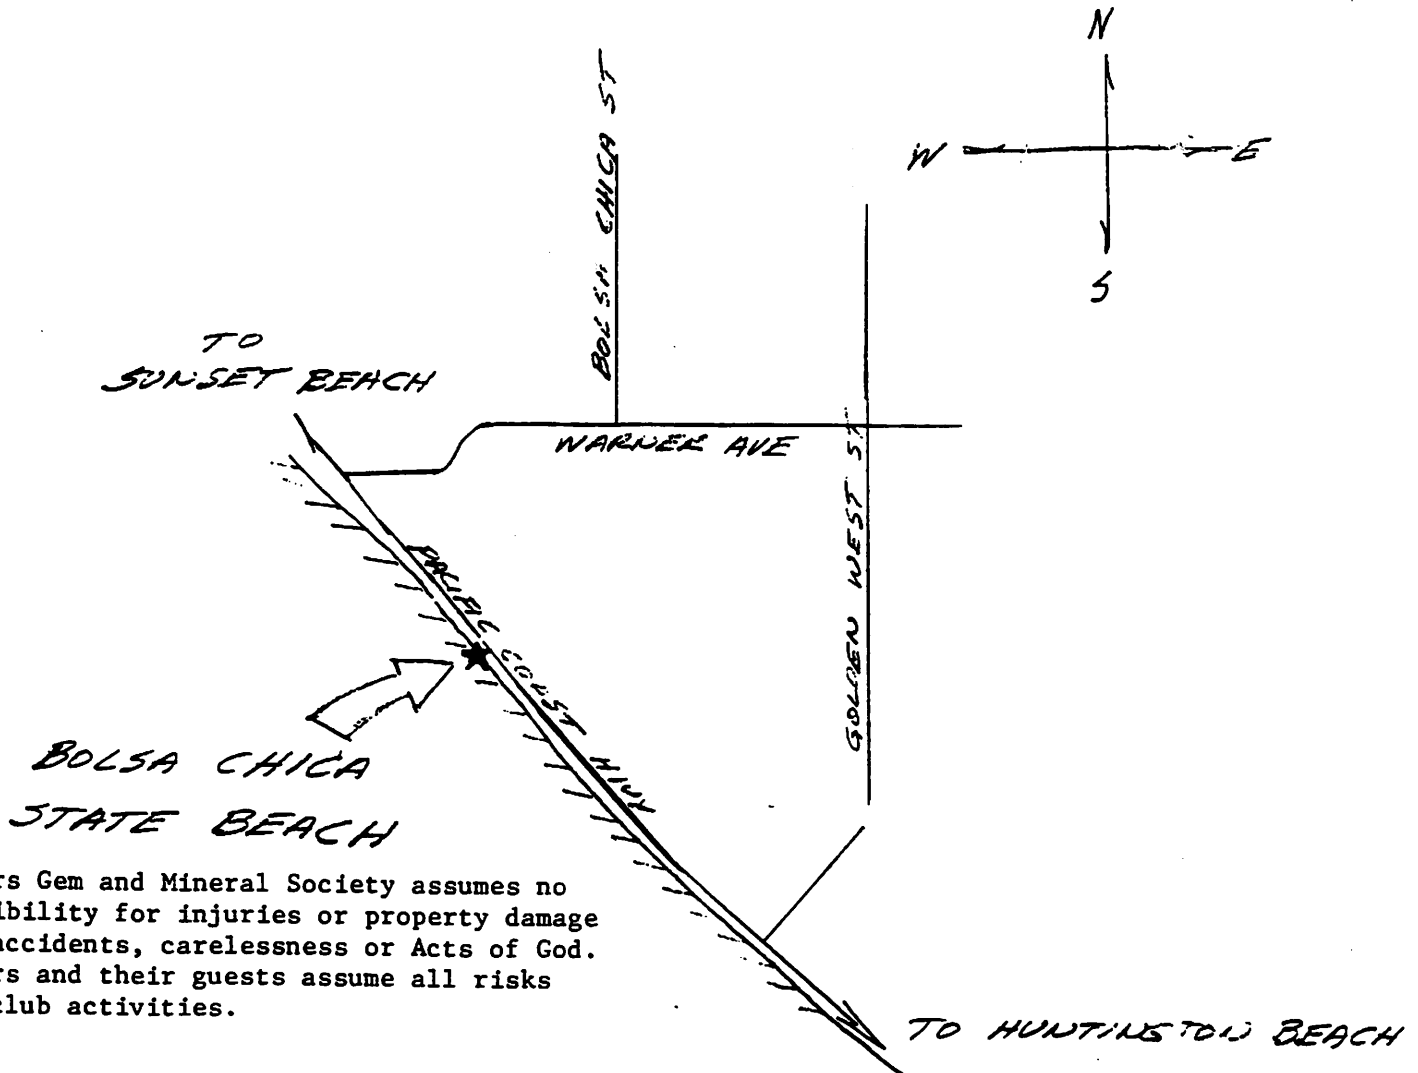 N
W E
S
BOLSA CHICA ST
TO
SUNSET BEACH
WARNER AVE
GOLDEN WEST ST
PACIFIC COAST HWY
BOLSA CHICA
STATE BEACH
rs Gem and Mineral Society assumes no
ibility for injuries or property damage
accidents, carelessness or Acts of God.
rs and their guests assume all risks
club activities.
TO HUNTINGTON BEACH